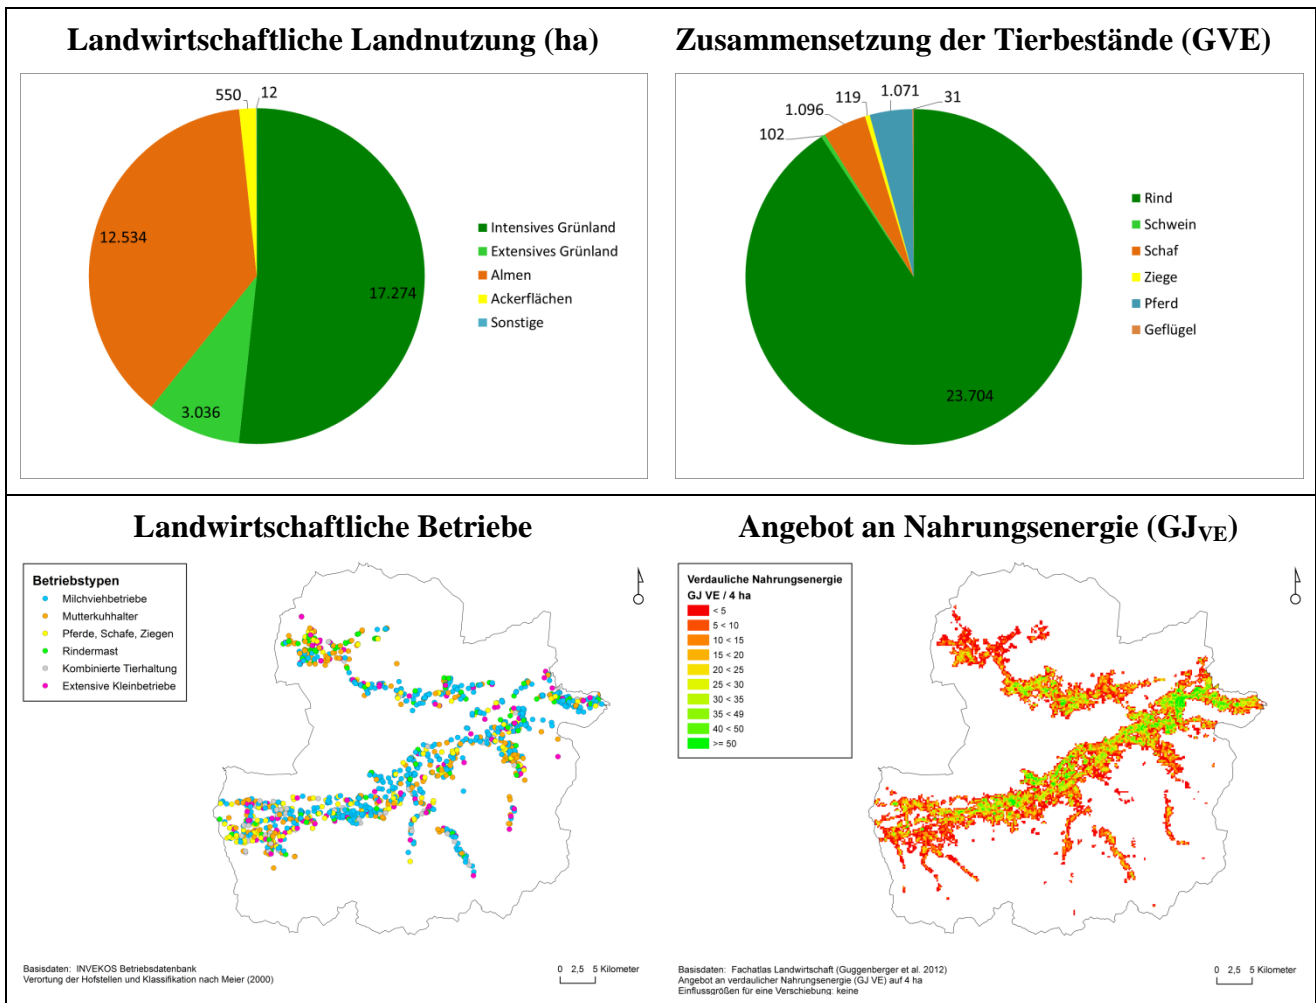 Landwirtschaftliche Landnutzung (ha)
550
12
12.534
17.274
3.036
Intensives Grünland
Extensives Grünland
Almen
Ackerflächen
Sonstige
Zusammensetzung der Tierbestände (GVE)
102
1.096
119
1.071
31
23.704
Rind
Schwein
Schaf
Ziege
Pferd
Geflügel
Landwirtschaftliche Betriebe
Betriebstypen
Milchviehbetriebe
Mutterkuhhalter
Pferde, Schafe, Ziegen
Rindermast
Kombinierte Tierhaltung
Extensive Kleinbetriebe
Basisdaten: INVEKOS Betriebsdatenbank
Verortung der Hofstellen und Klassifikation nach Meier (2000)
0 2,5 5 Kilometer
Angebot an Nahrungsenergie (GJVE)
Verdauliche Nahrungsenergie
GJ VE / 4 ha
< 5
5 < 10
10 < 15
15 < 20
20 < 25
25 < 30
30 < 35
35 < 49
40 < 50
>= 50
Basisdaten: Fachatlas Landwirtschaft (Guggenberger et al. 2012)
Angebot an verdaulicher Nahrungsenergie (GJ VE) auf 4 ha
Einflussgrößen für eine Verschiebung: keine
0 2,5 5 Kilometer